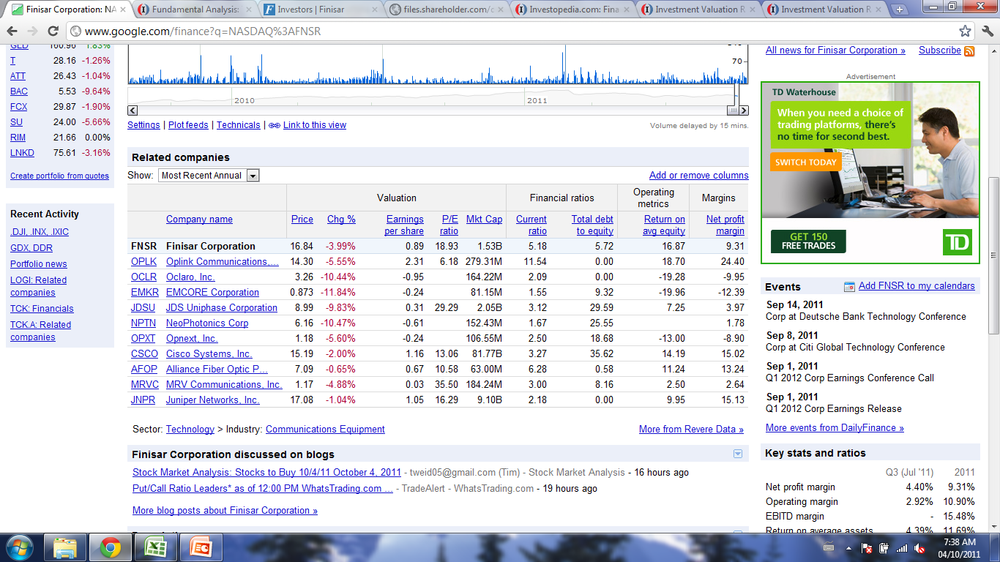 Finisar Corporation: NA
Fundamental Analysis:
Investors | Finisar
files.shareholder.com/c
Investopedia.com: Fina
Investment Valuation R
Investment Valuation R
www.google.com/finance?q=NASDAQ%3AFNSR
GLD 160.96 1.83%
T 28.16 -1.26%
ATT 26.43 -1.04%
BAC 5.53 -9.64%
FCX 29.87 -1.90%
SU 24.00 -5.66%
RIM 21.66 0.00%
LNKD 75.61 -3.16%
Create portfolio from quotes
Recent Activity
.DJI, .INX, .IXIC
GDX, DDR
Portfolio news
LOGI: Related
companies
TCK: Financials
TCK.A: Related
companies
70
2010 2011
Settings | Plot feeds | Technicals | Link to this view
Volume delayed by 15 mins.
Related companies
Show: Most Recent Annual
Add or remove columns
Valuation Financial ratios Operating metrics Margins
Company name Price Chg % Earnings per share P/E ratio Mkt Cap Current ratio Total debt to equity Return on avg equity Net profit margin
FNSR Finisar Corporation 16.84 -3.99% 0.89 18.93 1.53B 5.18 5.72 16.87 9.31
OPLK Oplink Communications,... 14.30 -5.55% 2.31 6.18 279.31M 11.54 0.00 18.70 24.40
OCLR Oclaro, Inc. 3.26 -10.44% -0.95 164.22M 2.09 0.00 -19.28 -9.95
EMKR EMCORE Corporation 0.873 -11.84% -0.24 81.15M 1.55 9.32 -19.96 -12.39
JDSU JDS Uniphase Corporation 8.99 -9.83% 0.31 29.29 2.05B 3.12 29.59 7.25 3.97
NPTN NeoPhotonics Corp 6.16 -10.47% -0.61 152.43M 1.67 25.55 1.78
OPXT Opnext, Inc. 1.18 -5.60% -0.24 106.55M 2.50 18.68 -13.00 -8.90
CSCO Cisco Systems, Inc. 15.19 -2.00% 1.16 13.06 81.77B 3.27 35.62 14.19 15.02
AFOP Alliance Fiber Optic P... 7.09 -0.65% 0.67 10.58 63.00M 6.28 0.58 11.24 13.24
MRVC MRV Communications, Inc. 1.17 -4.88% 0.03 35.50 184.24M 3.00 8.16 2.50 2.64
JNPR Juniper Networks, Inc. 17.08 -1.04% 1.05 16.29 9.10B 2.18 0.00 9.95 15.13
Sector: Technology > Industry: Communications Equipment
More from Revere Data »
Finisar Corporation discussed on blogs
Stock Market Analysis: Stocks to Buy 10/4/11 October 4, 2011 - tweid05@gmail.com (Tim) - Stock Market Analysis - 16 hours ago
Put/Call Ratio Leaders* as of 12:00 PM WhatsTrading.com ... - TradeAlert - WhatsTrading.com - 19 hours ago
More blog posts about Finisar Corporation »
All news for Finisar Corporation » Subscribe
Advertisement
TD Waterhouse
When you need a choice of
trading platforms, there's
no time for second best.
SWITCH TODAY
GET 150
FREE TRADES
TD
Events
Add FNSR to my calendars
Sep 14, 2011
Corp at Deutsche Bank Technology Conference
Sep 8, 2011
Corp at Citi Global Technology Conference
Sep 1, 2011
Q1 2012 Corp Earnings Conference Call
Sep 1, 2011
Q1 2012 Corp Earnings Release
More events from DailyFinance »
Key stats and ratios
Q3 (Jul '11) 2011
Net profit margin 4.40% 9.31%
Operating margin 2.92% 10.90%
EBITD margin - 15.48%
Return on average assets 4.39% 11.69%
7:38 AM
04/10/2011